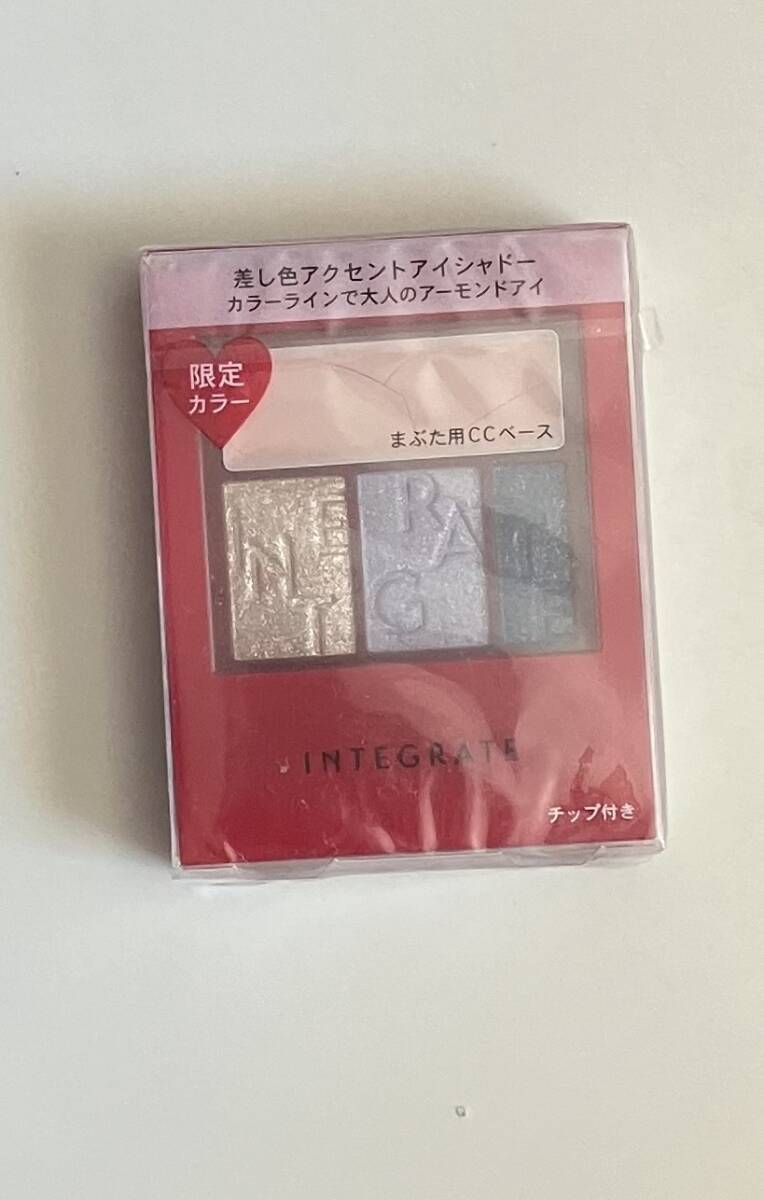 差し色アクセントアイシャドー
カラーラインで大人のアーモンドアイ
限定
カラー
まぶた用CCベース
INTEGRATE
INTEGRATE
チップ付き